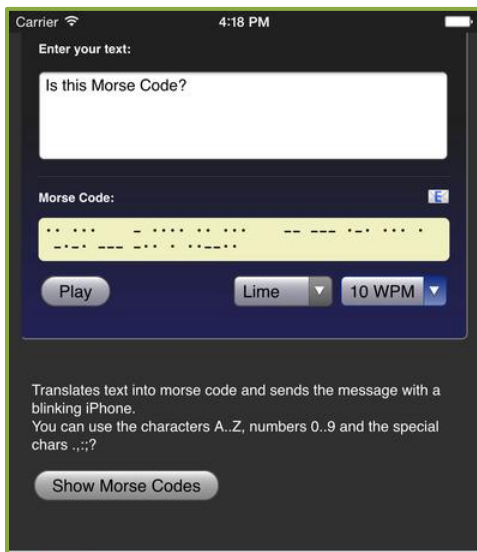 Carrier 4:18 PM
Enter your text:
Is this Morse Code?
Morse Code: E
·· ···   – ···· ·· ···   –– ––– ·–· ··· ·
–·–· ––– –·· · ··––··
Play Lime 10 WPM
Translates text into morse code and sends the message with a
blinking iPhone.
You can use the characters A..Z, numbers 0..9 and the special
chars .,:;?
Show Morse Codes